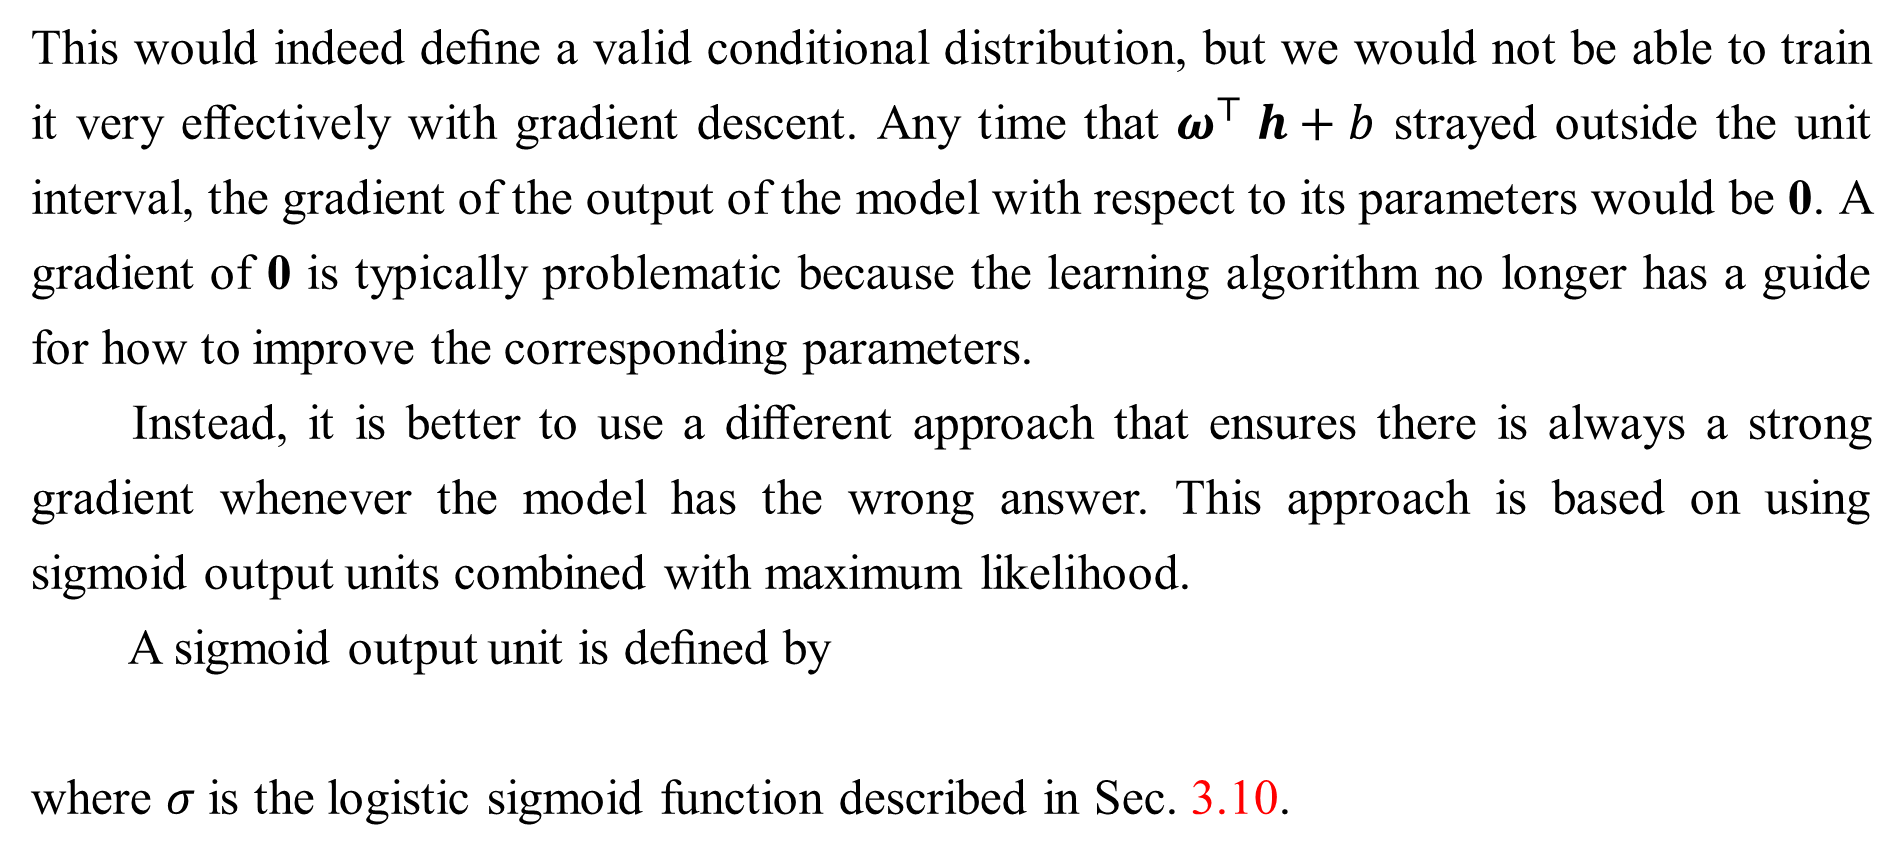 This would indeed define a valid conditional distribution, but we would not be able to train
it very effectively with gradient descent. Any time that ω⊤ h + b strayed outside the unit
interval, the gradient of the output of the model with respect to its parameters would be 0. A
gradient of 0 is typically problematic because the learning algorithm no longer has a guide
for how to improve the corresponding parameters.
Instead, it is better to use a different approach that ensures there is always a strong
gradient whenever the model has the wrong answer. This approach is based on using
sigmoid output units combined with maximum likelihood.
A sigmoid output unit is defined by
where σ is the logistic sigmoid function described in Sec. 3.10.